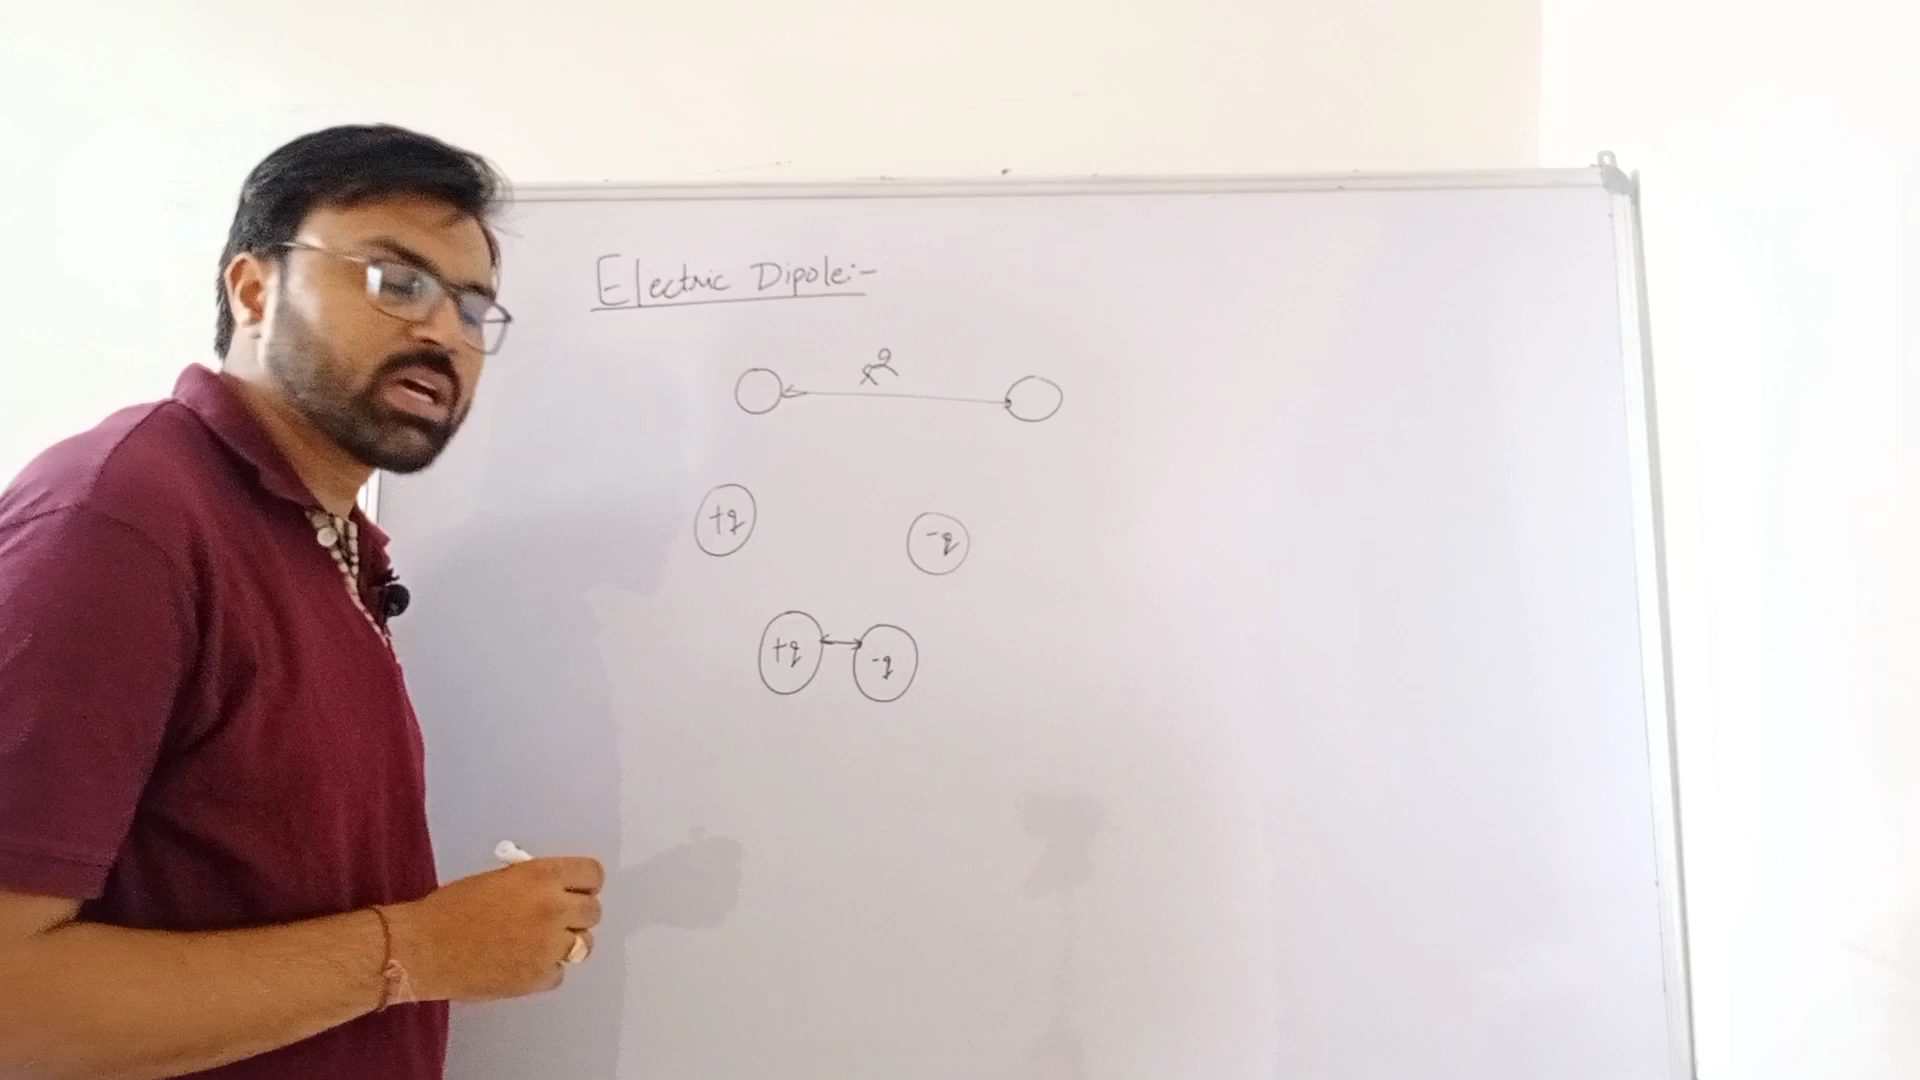 Electric Dipole:-
+q
-q
+q
-q